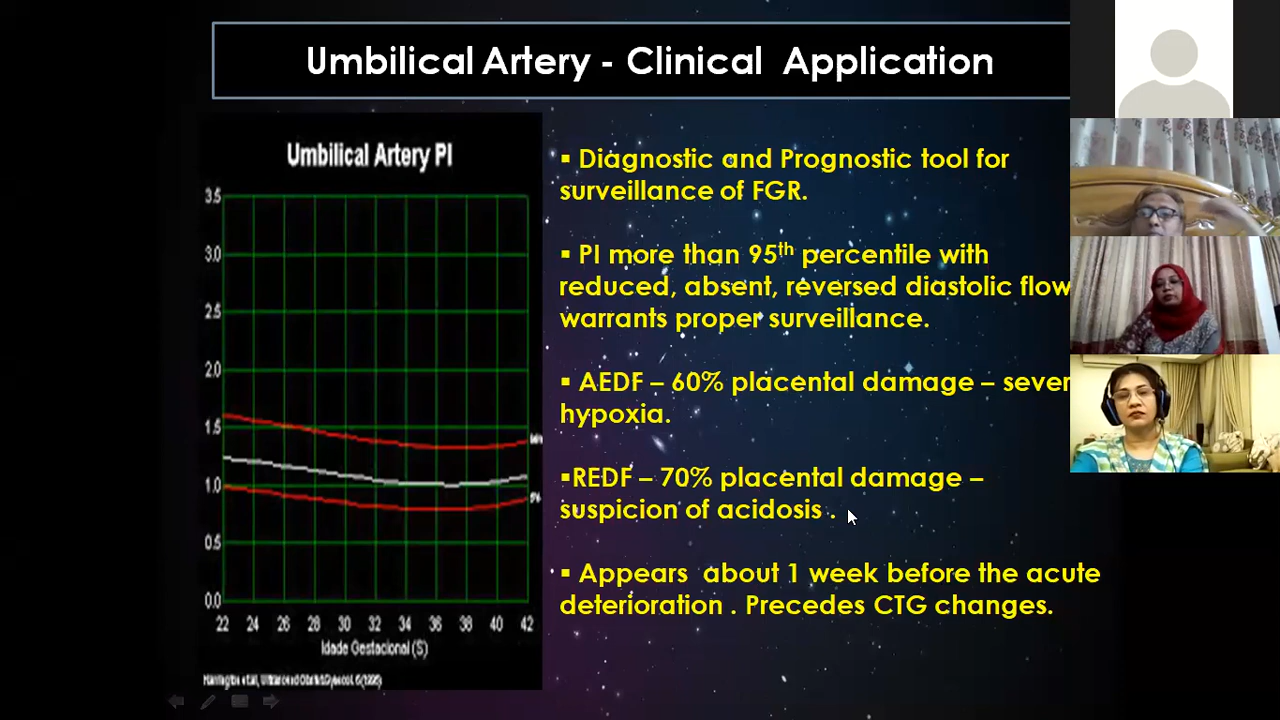 Umbilical Artery - Clinical Application
Umbilical Artery PI
3.5
3.0
2.5
2.0
1.5
1.0
0.5
0.0
22 24 26 28 30 32 34 36 38 40 42
Idade Gestacional (S)
▪ Diagnostic and Prognostic tool for
surveillance of FGR.
▪ PI more than 95th percentile with
reduced, absent, reversed diastolic flow
warrants proper surveillance.
▪ AEDF – 60% placental damage – sever
hypoxia.
▪REDF – 70% placental damage –
suspicion of acidosis .
▪ Appears about 1 week before the acute
deterioration . Precedes CTG changes.